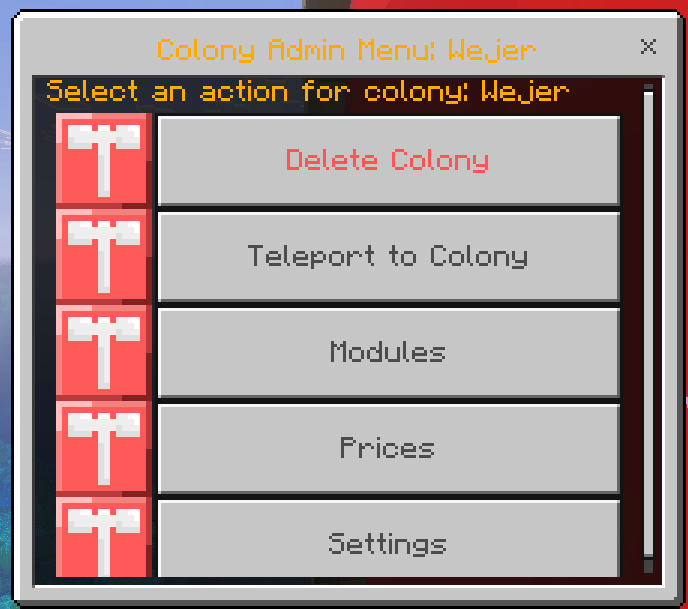 Colony Admin Menu: Wejer
Select an action for colony: Wejer
Delete Colony
Teleport to Colony
Modules
Prices
Settings